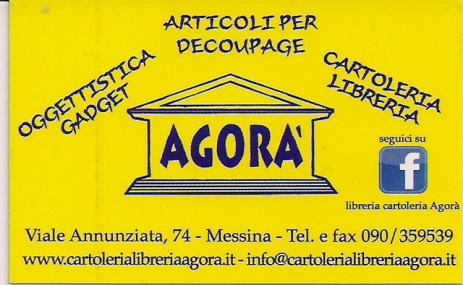 ARTICOLI PER
DECOUPAGE
OGGETTISTICA
GADGET
CARTOLERIA
LIBRERIA
AGORA'
seguici su
f
libreria cartoleria Agorà
Viale Annunziata, 74 - Messina - Tel. e fax 090/359539
www.cartolerialibreriaagora.it - info@cartolerialibreriaagora.it